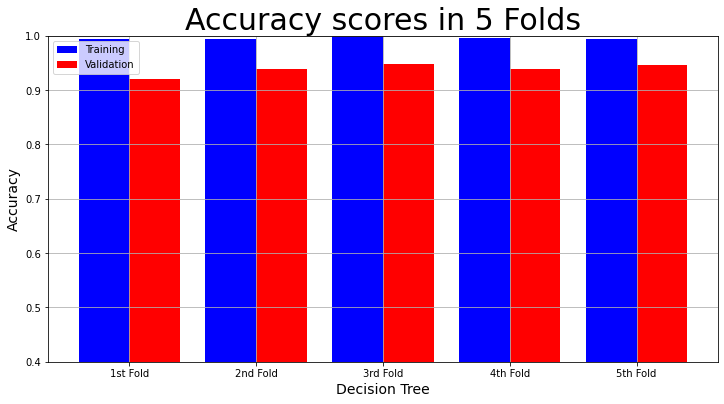 Accuracy scores in 5 Folds
Training
Validation
1.0
0.9
0.8
0.7
0.6
0.5
0.4
Accuracy
1st Fold 2nd Fold 3rd Fold 4th Fold 5th Fold
Decision Tree